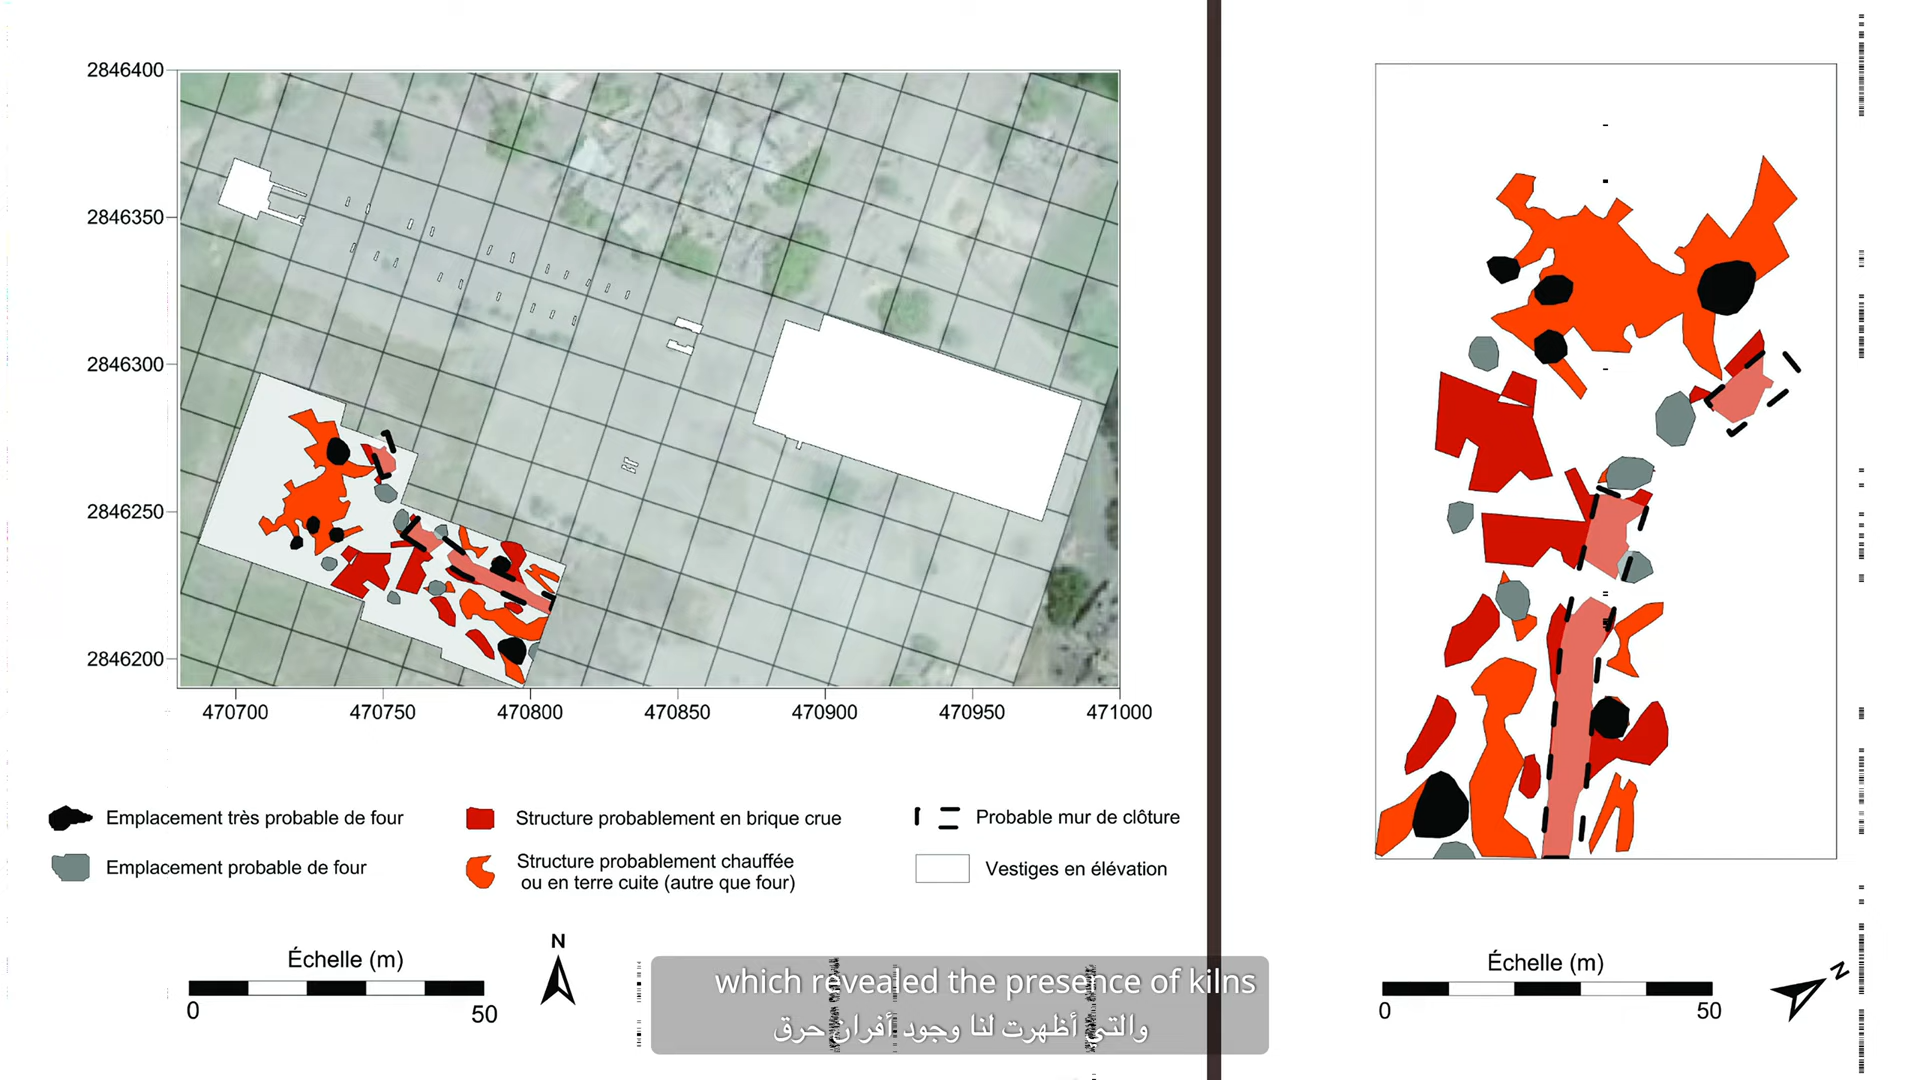 2846400
2846350
2846300
2846250
2846200
470700 470750 470800 470850 470900 470950 471000
Emplacement très probable de four
Emplacement probable de four
Structure probablement en brique crue
Structure probablement chauffée
ou en terre cuite (autre que four)
Probable mur de clôture
Vestiges en élévation
Échelle (m)
0 50
N
Échelle (m)
0 50
N
which revealed the presence of kilns
والتي أظهرت لنا وجود أفران حرق